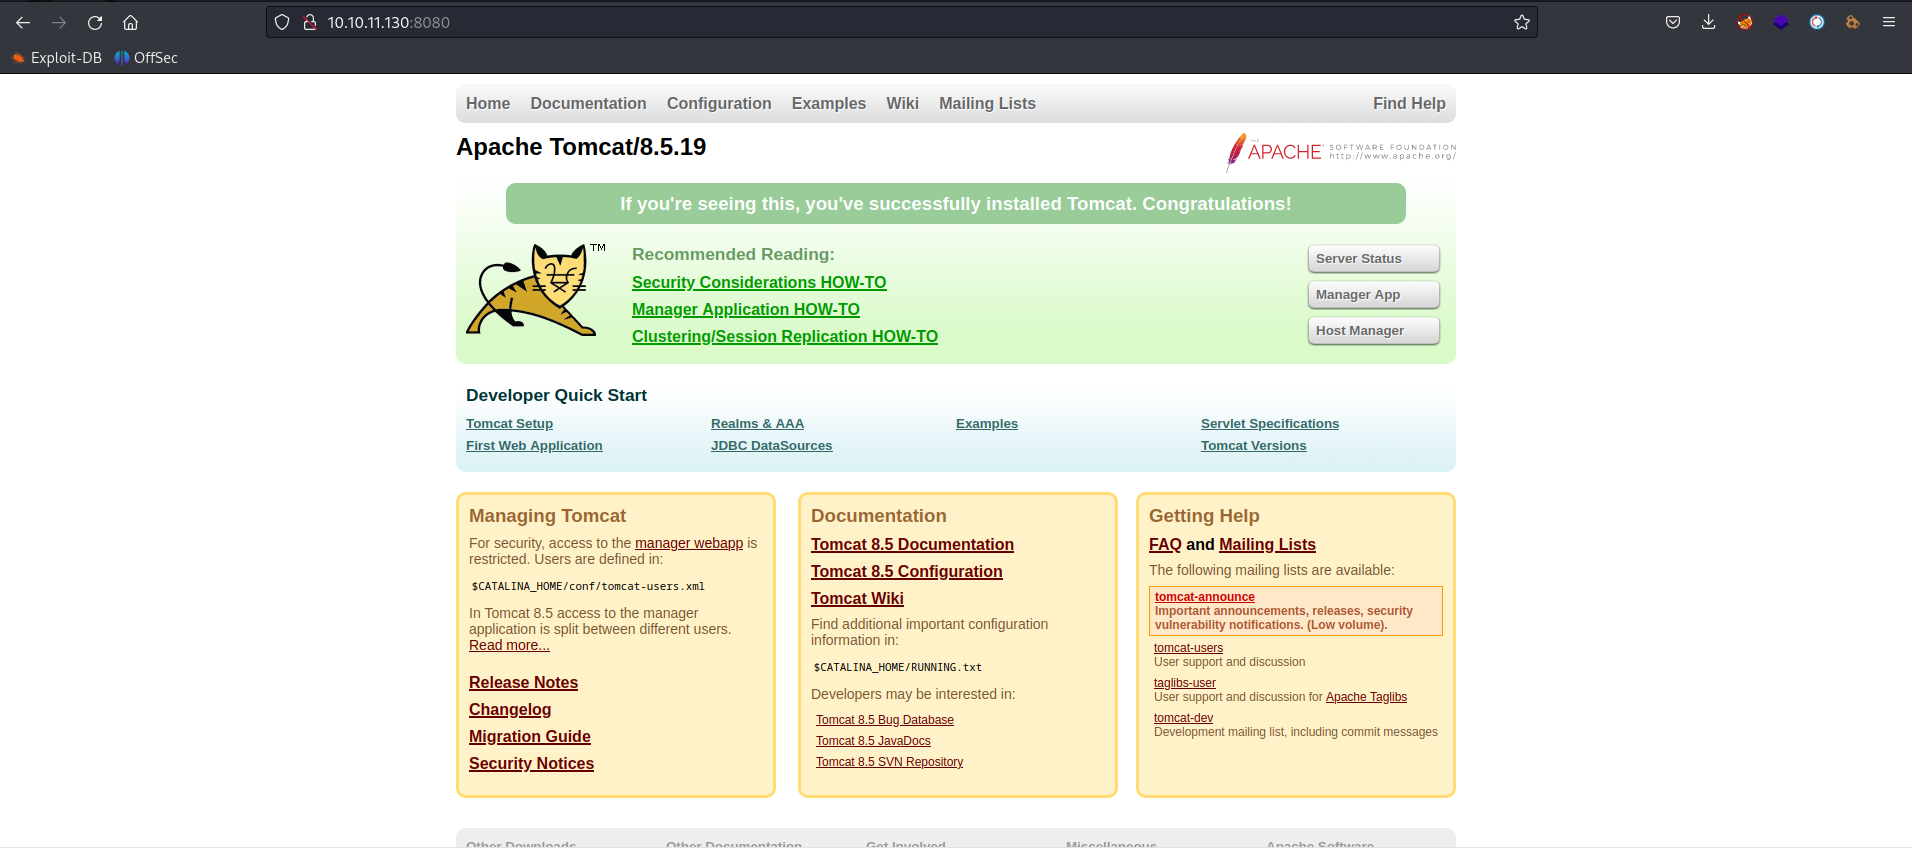 10.10.11.130:8080
Exploit-DB OffSec
Home Documentation Configuration Examples Wiki Mailing Lists Find Help
Apache Tomcat/8.5.19
THE APACHE™ SOFTWARE FOUNDATION
http://www.apache.org/
If you're seeing this, you've successfully installed Tomcat. Congratulations!
TM
Recommended Reading:
Security Considerations HOW-TO
Manager Application HOW-TO
Clustering/Session Replication HOW-TO
Server Status
Manager App
Host Manager
Developer Quick Start
Tomcat Setup
First Web Application
Realms & AAA
JDBC DataSources
Examples
Servlet Specifications
Tomcat Versions
Managing Tomcat
For security, access to the manager webapp is
restricted. Users are defined in:
$CATALINA_HOME/conf/tomcat-users.xml
In Tomcat 8.5 access to the manager
application is split between different users.
Read more...
Release Notes
Changelog
Migration Guide
Security Notices
Documentation
Tomcat 8.5 Documentation
Tomcat 8.5 Configuration
Tomcat Wiki
Find additional important configuration
information in:
$CATALINA_HOME/RUNNING.txt
Developers may be interested in:
Tomcat 8.5 Bug Database
Tomcat 8.5 JavaDocs
Tomcat 8.5 SVN Repository
Getting Help
FAQ and Mailing Lists
The following mailing lists are available:
tomcat-announce
Important announcements, releases, security
vulnerability notifications. (Low volume).
tomcat-users
User support and discussion
taglibs-user
User support and discussion for Apache Taglibs
tomcat-dev
Development mailing list, including commit messages
Other Downloads Other Documentation Get Involved Miscellaneous Apache Software